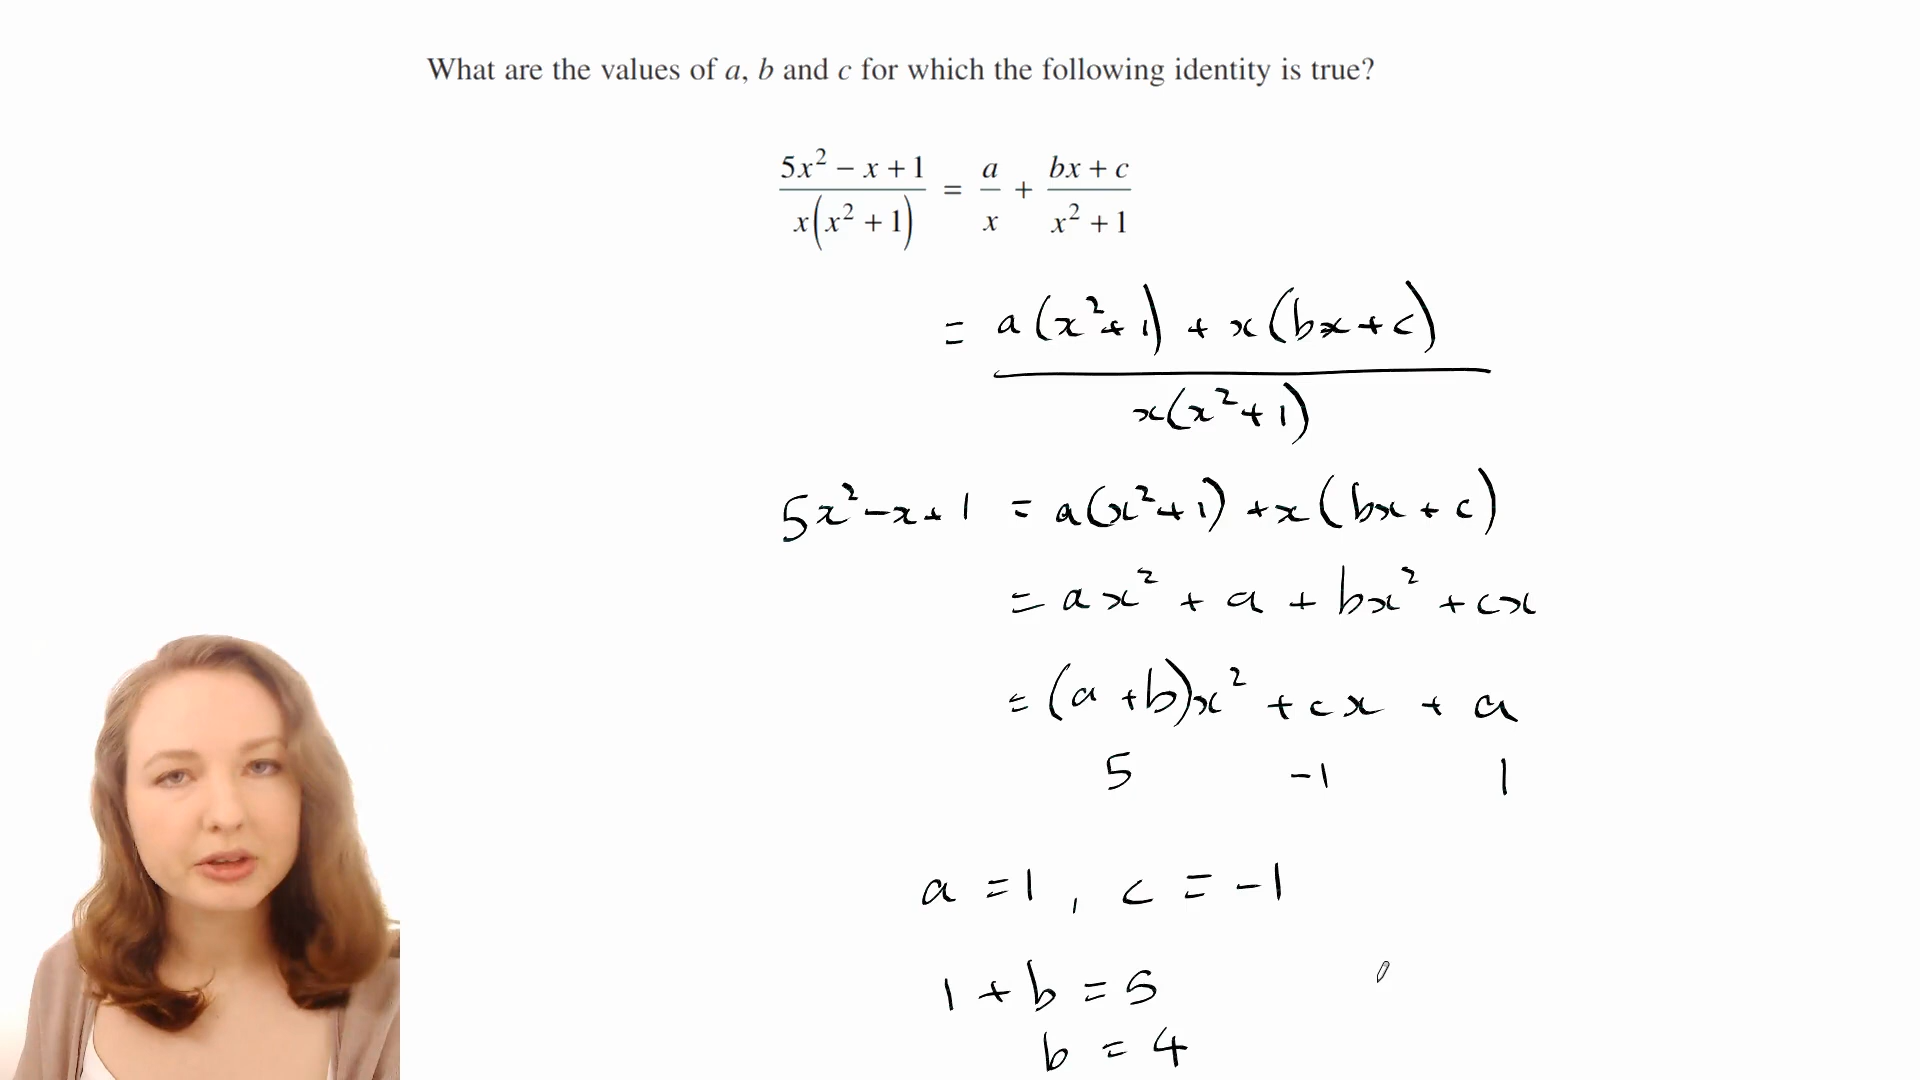 What are the values of a, b and c for which the following identity is true?
5x² − x + 1 / x(x² + 1) = a / x + bx + c / x² + 1
= a(x²+1) + x(bx+c) / x(x²+1)
5x²-x+1 = a(x²+1) + x(bx+c)
= ax² + a + bx² + cx
= (a+b)x² + cx + a
5 -1 1
a = 1, c = -1
1 + b = 5
b = 4